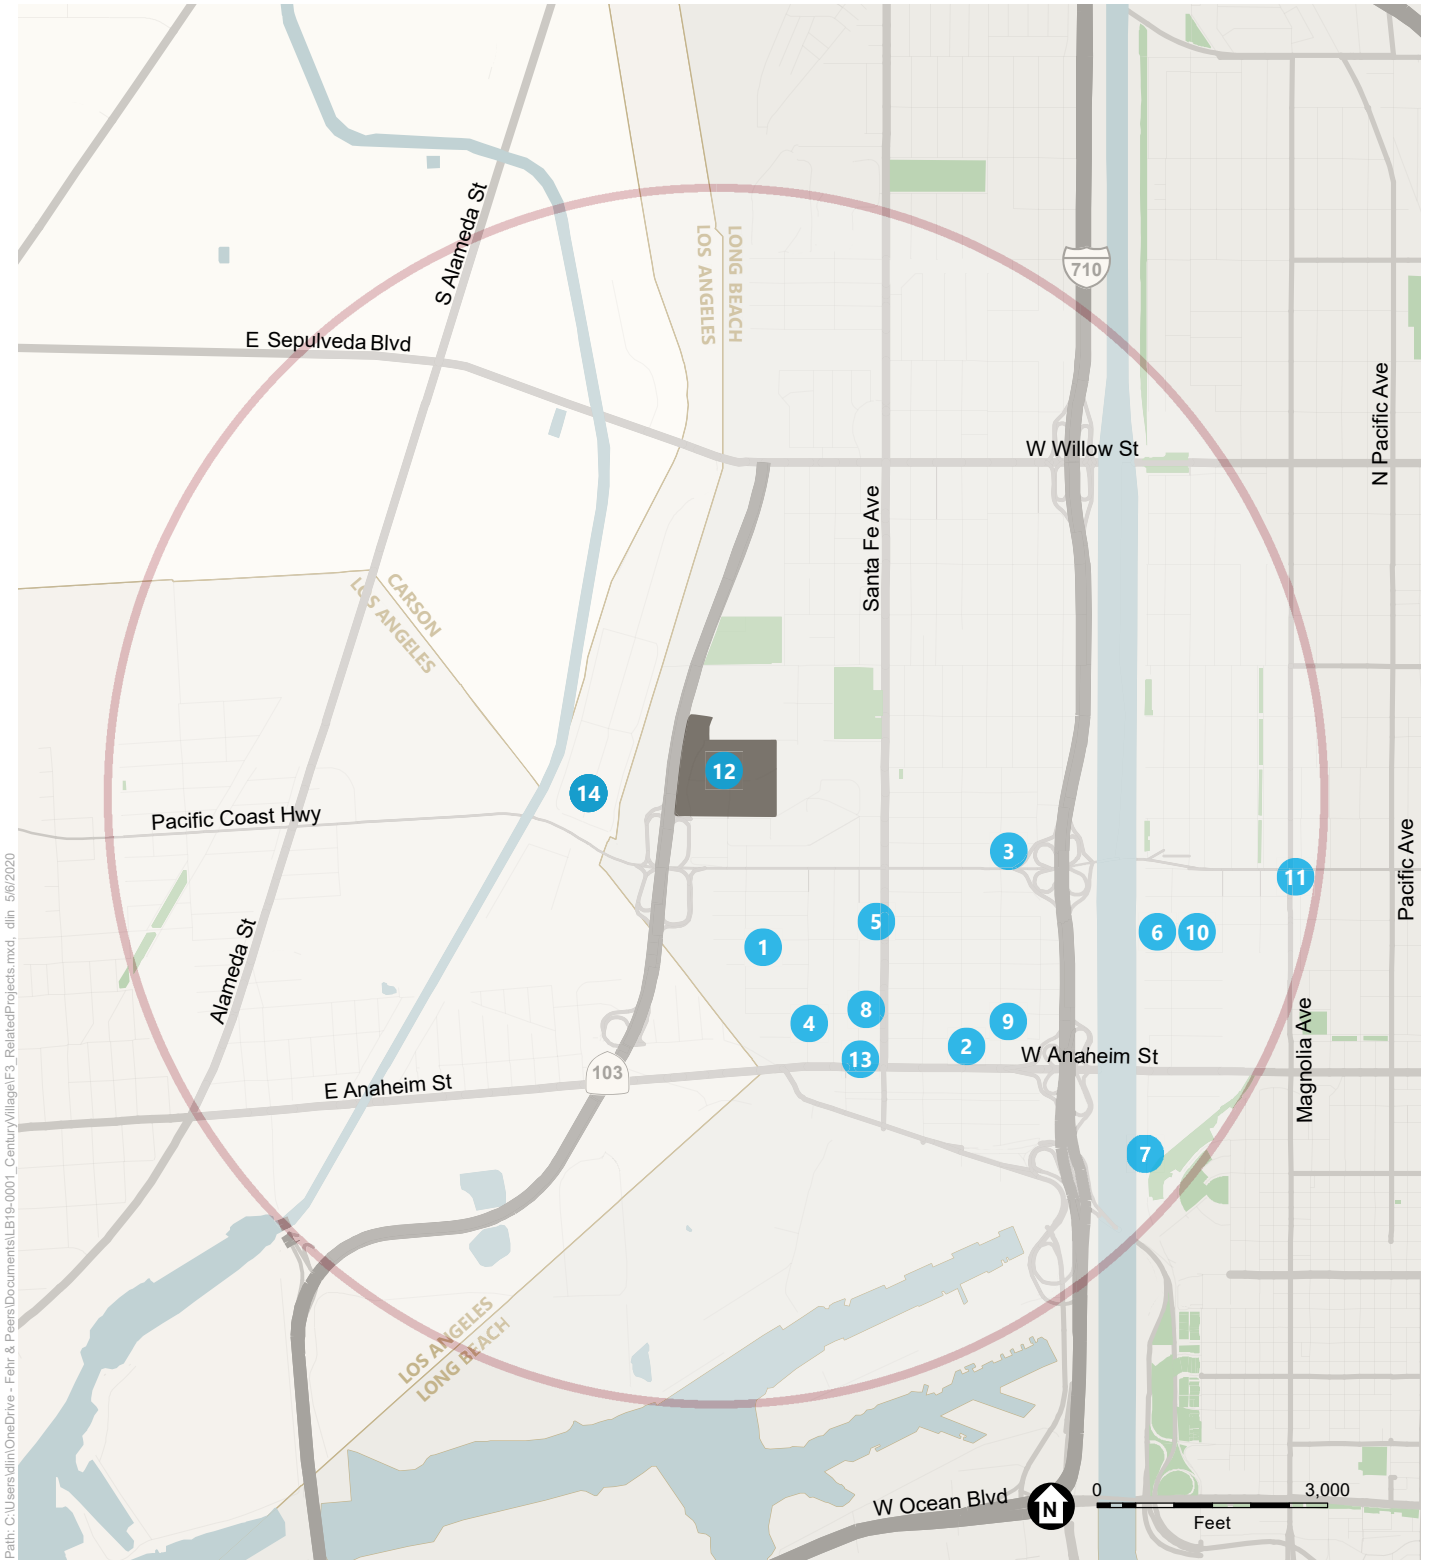 S Alameda St
LONG BEACH
LOS ANGELES
710
E Sepulveda Blvd
W Willow St
N Pacific Ave
Santa Fe Ave
CARSON
LOS ANGELES
12
14
Pacific Coast Hwy
3
11
Pacific Ave
5
6
10
1
Alameda St
8
4
9
2
13
W Anaheim St
Magnolia Ave
103
E Anaheim St
7
LOS ANGELES
LONG BEACH
W Ocean Blvd
N
0
3,000
Feet
Path: C:\Users\dlin\OneDrive - Fehr & Peers\Documents\LB19-0001_CenturyVillage\F3_RelatedProjects.mxd, dlin 5/6/2020